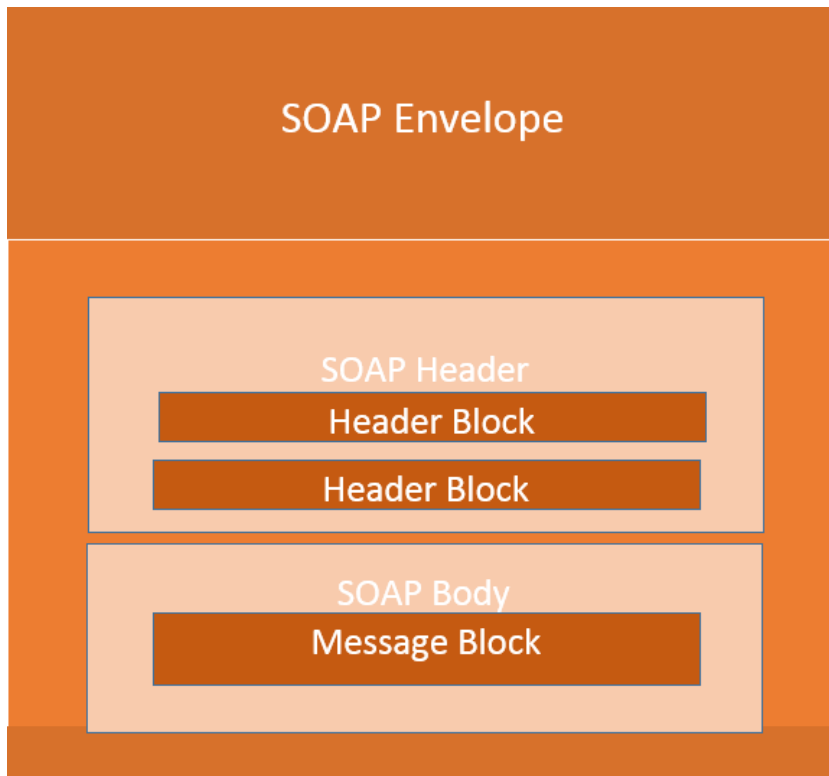 SOAP Envelope
SOAP Header
Header Block
Header Block
SOAP Body
Message Block